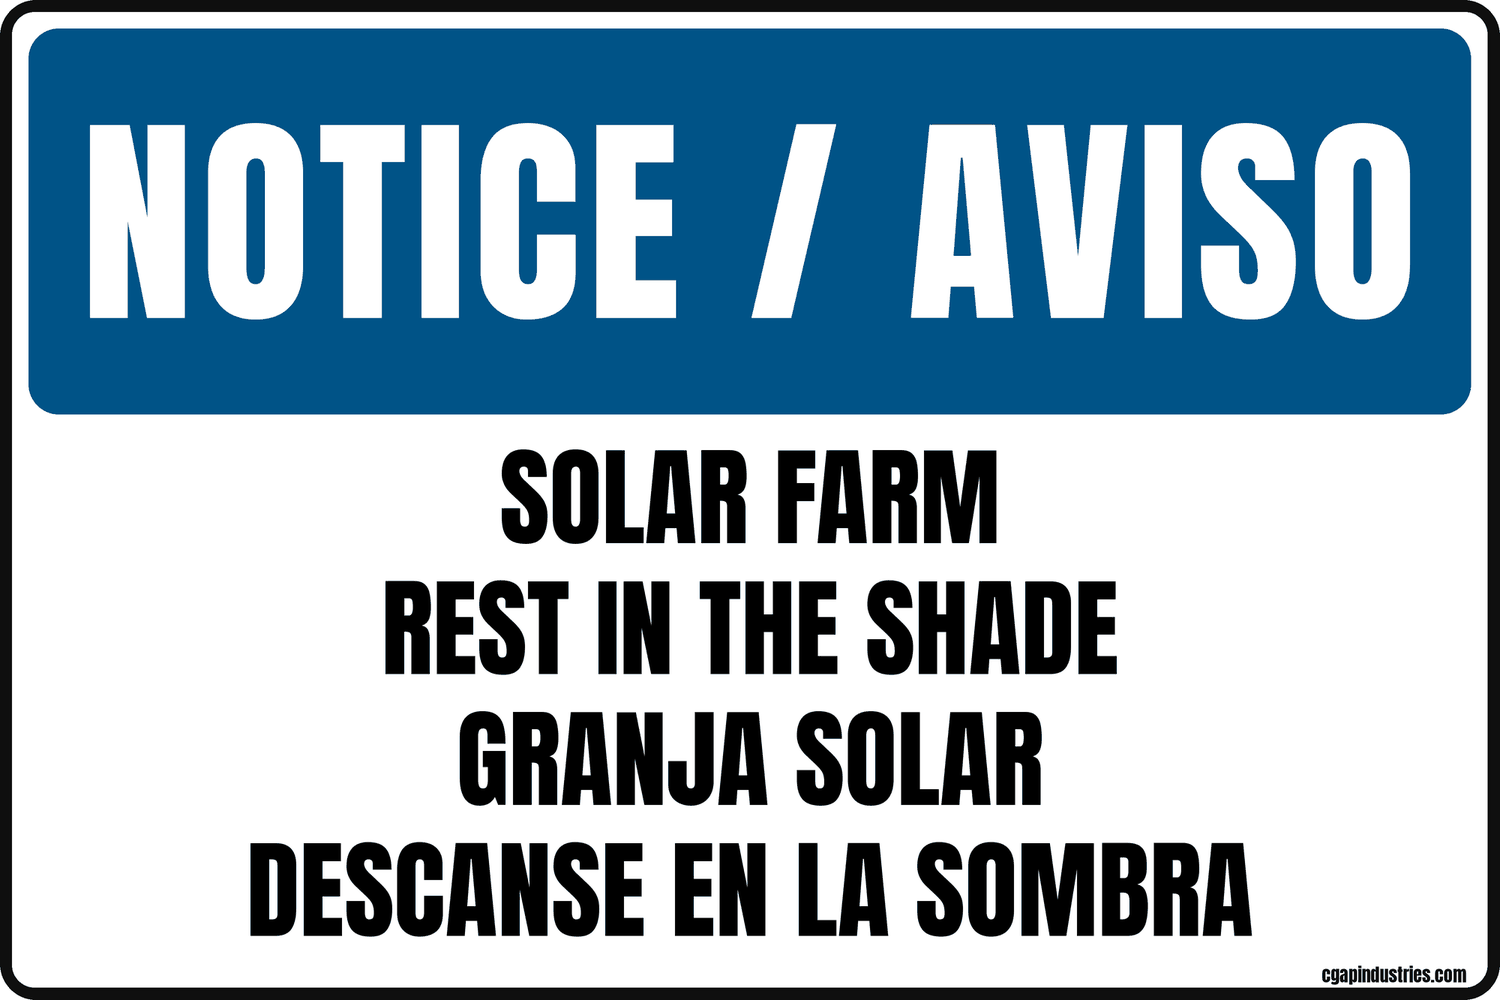 NOTICE / AVISO
SOLAR FARM
REST IN THE SHADE
GRANJA SOLAR
DESCANSE EN LA SOMBRA
cgapindustries.com